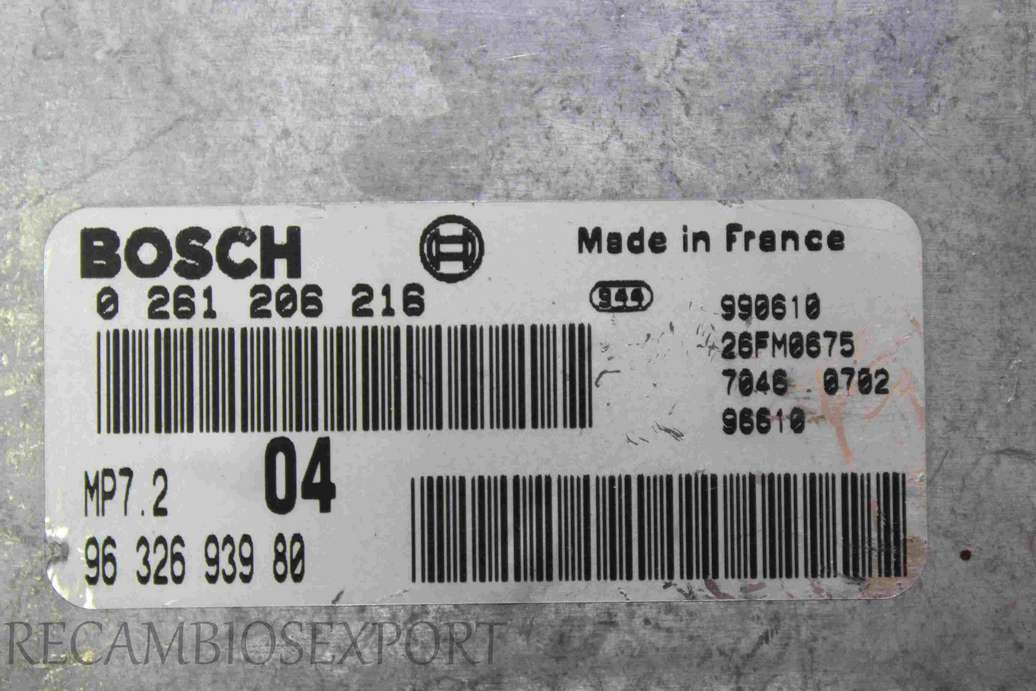 BOSCH
Made in France
0 261 206 216
944
990610
26FM0675
7046 0702
96610
MP7.2
04
96 326 939 80
RECAMBIOSEXPORT